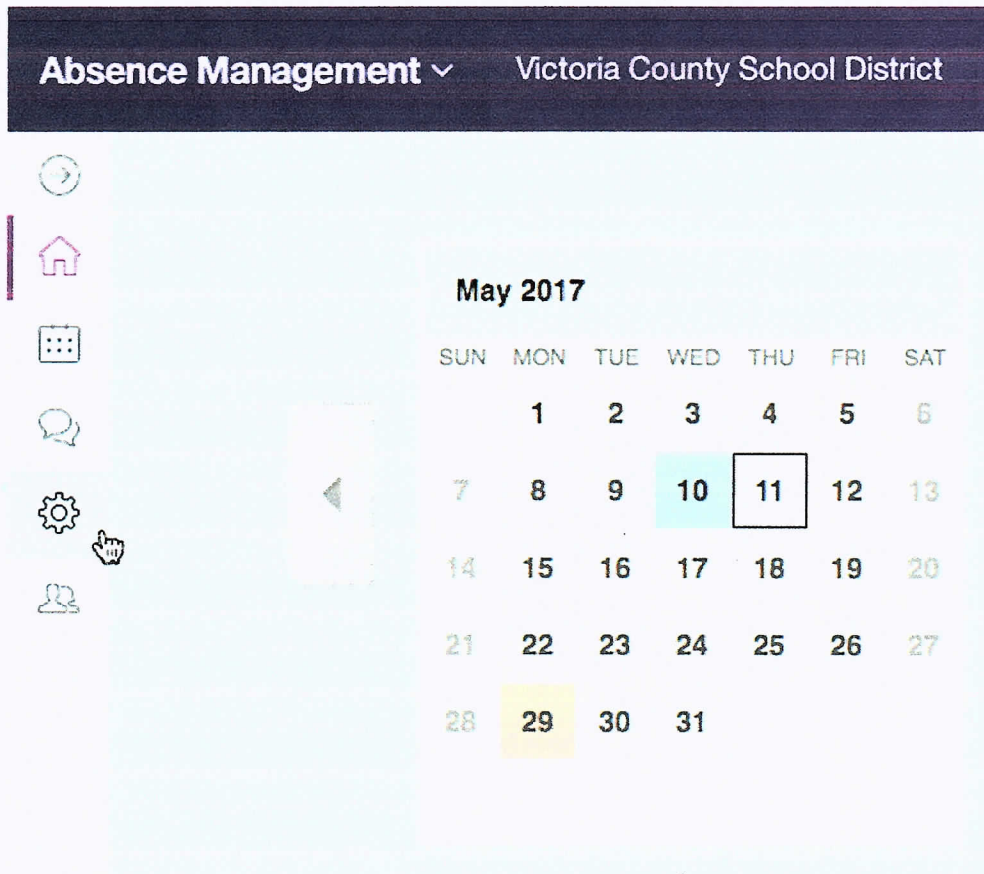 Absence Management Victoria County School District
May 2017
SUN MON TUE WED THU FRI SAT
1 2 3 4 5 6
7 8 9 10 11 12 13
14 15 16 17 18 19 20
21 22 23 24 25 26 27
28 29 30 31